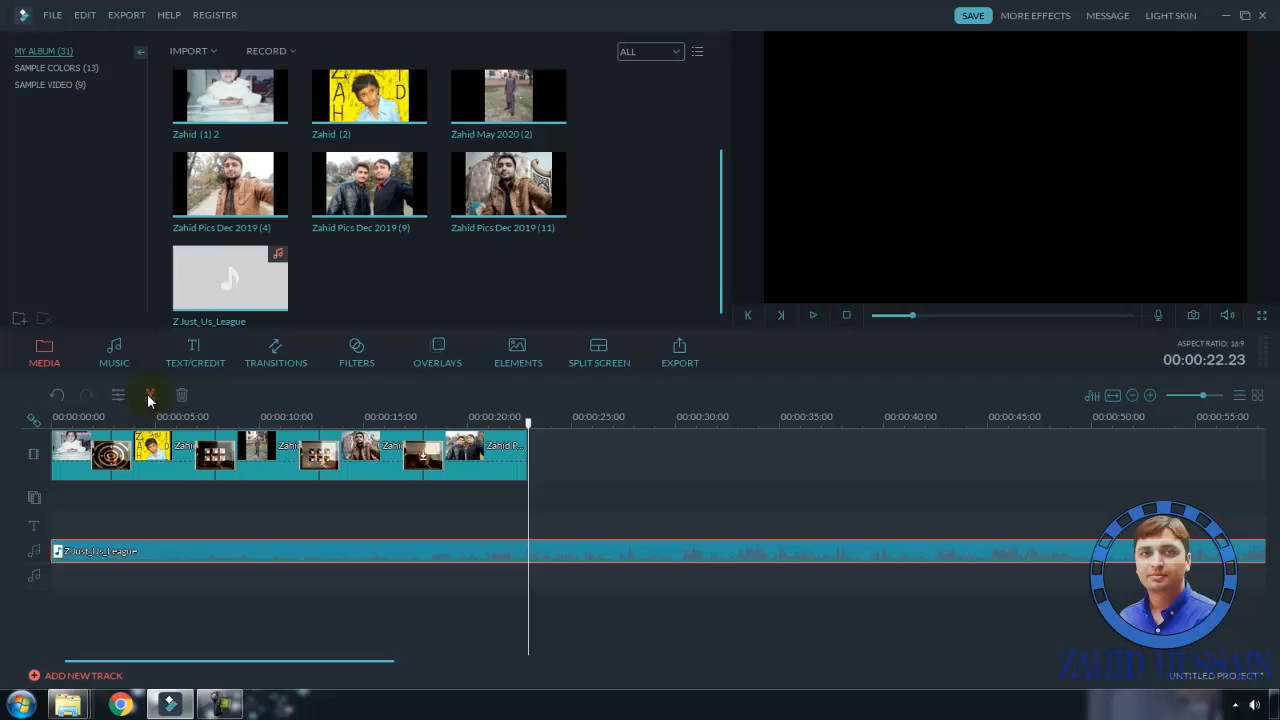 FILE EDIT EXPORT HELP REGISTER SAVE MORE EFFECTS MESSAGE LIGHT SKIN
MY ALBUM (31)
SAMPLE COLORS (13)
SAMPLE VIDEO (9)
IMPORT RECORD ALL
Zahid (1) 2 Zahid (2) Zahid May 2020 (2)
Zahid Pics Dec 2019 (4) Zahid Pics Dec 2019 (9) Zahid Pics Dec 2019 (11)
Z Just_Us_League
MEDIA MUSIC TEXT/CREDIT TRANSITIONS FILTERS OVERLAYS ELEMENTS SPLIT SCREEN EXPORT
ASPECT RATIO: 16:9
00:00:22.23
00:00:00:00 00:00:05:00 00:00:10:00 00:00:15:00 00:00:20:00 00:00:25:00 00:00:30:00 00:00:35:00 00:00:40:00 00:00:45:00 00:00:50:00 00:00:55:00
Zahid P...
Z Just_Us_League
ZAHID HUSSAIN
ADD NEW TRACK
UNTITLED PROJECT*